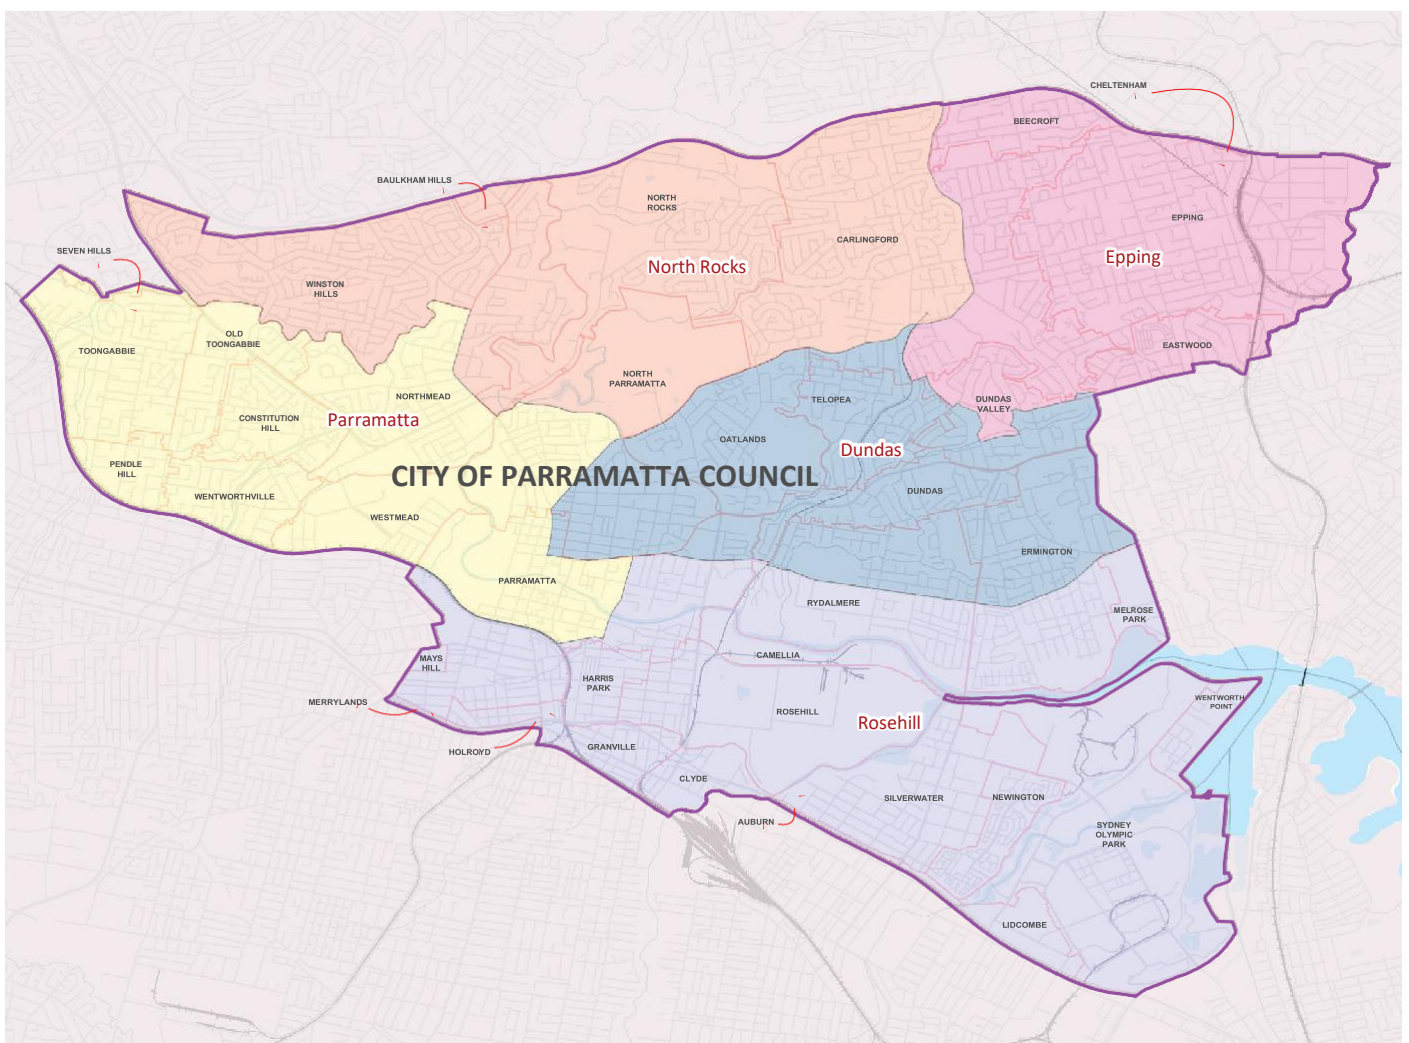 CHELTENHAM
BEECROFT
BAULKHAM HILLS
NORTH
ROCKS
EPPING
CARLINGFORD
SEVEN HILLS
North Rocks
Epping
WINSTON
HILLS
OLD
TOONGABBIE
TOONGABBIE
EASTWOOD
NORTH
PARRAMATTA
NORTHMEAD
TELOPEA
DUNDAS
VALLEY
CONSTITUTION
HILL
Parramatta
OATLANDS
Dundas
PENDLE
HILL
CITY OF PARRAMATTA COUNCIL
WENTWORTHVILLE
DUNDAS
WESTMEAD
ERMINGTON
PARRAMATTA
RYDALMERE
MELROSE
PARK
MAYS
HILL
CAMELLIA
HARRIS
PARK
MERRYLANDS
WENTWORTH
POINT
ROSEHILL
Rosehill
HOLROYD
GRANVILLE
CLYDE
SILVERWATER
NEWINGTON
AUBURN
SYDNEY
OLYMPIC
PARK
LIDCOMBE